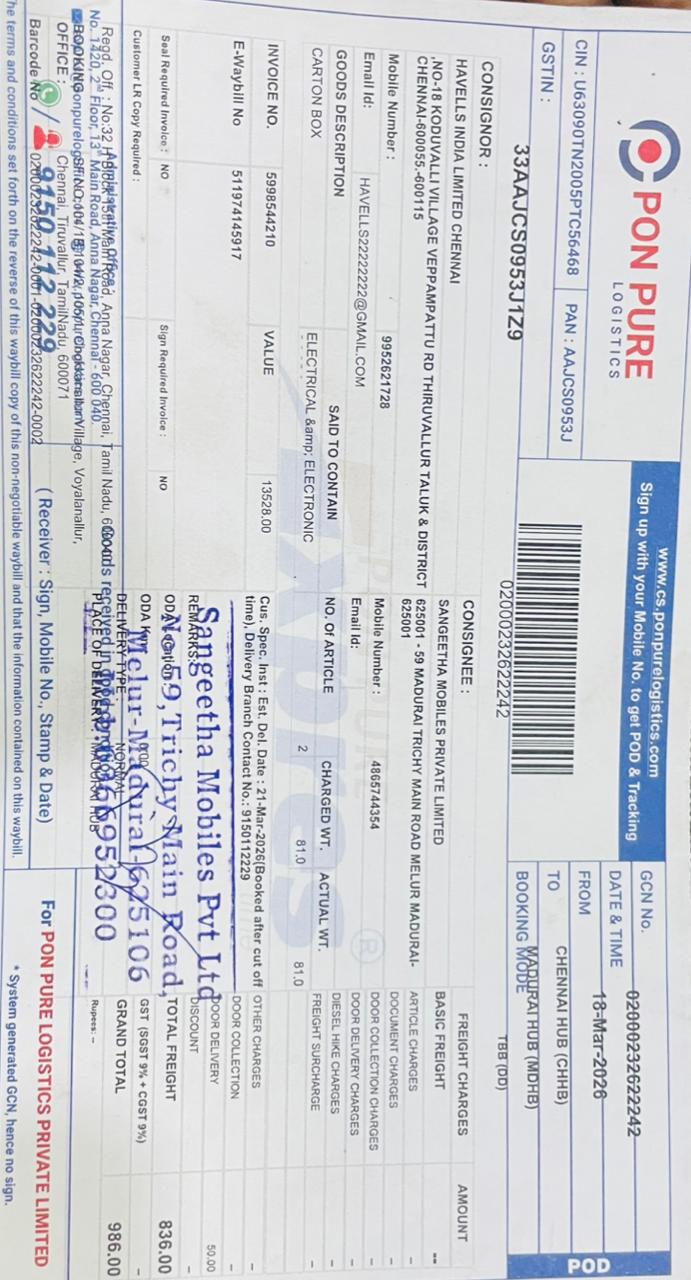 PON PURE
LOGISTICS
www.cs.ponpurelogistics.com
Sign up with your Mobile No. to get POD & Tracking
CIN : U63090TN2005PTC56468
PAN : AAJCS0953J
GSTIN :
33AAJCS0953J1Z9
02000232622242
GCN No.
02000232622242
DATE & TIME
18-Mar-2026
FROM
CHENNAI HUB (CHHB)
TO
MADURAI HUB (MDHB)
BOOKING MODE
TBB (DD)
POD
CONSIGNOR :
HAVELLS INDIA LIMITED CHENNAI
,NO-18 KODUVALLI VILLAGE VEPPAMPATTU RD THIRUVALLUR TALUK & DISTRICT
CHENNAI-600055.-600115
Mobile Number :
9952621728
Email Id:
HAVELLS22222222@GMAIL.COM
GOODS DESCRIPTION
SAID TO CONTAIN
CARTON BOX
ELECTRICAL &amp; ELECTRONIC
INVOICE NO.
5998544210
VALUE
13528.00
E-Waybill No
511974145917
Seal Required Invoice : NO
Sign Required Invoice :
NO
Customer LR Copy Required :
CONSIGNEE :
SANGEETHA MOBILES PRIVATE LIMITED
625001 - 59 MADURAI TRICHY MAIN ROAD MELUR MADURAI-
625001
Mobile Number :
4865744354
Email Id:
NO. OF ARTICLE
CHARGED WT.
ACTUAL WT.
2
81.0
81.0
Cus. Spec. Inst : Est. Del. Date : 21-Mar-2026(Booked after cut off
time), Delivery Branch Contact No.: 9150112229
REMARKS:
DELIVERY TYPE :
NORMAL
PLACE OF DELIVERY :
MADURAI HUB
Sangeetha Mobiles Pvt Ltd
No 59, Trichy Main Road,
Melur-Madurai-625106
FREIGHT CHARGES
AMOUNT
BASIC FREIGHT
--
ARTICLE CHARGES
-
DOCUMENT CHARGES
-
DOOR COLLECTION CHARGES
-
DOOR DELIVERY CHARGES
-
DIESEL HIKE CHARGES
-
FREIGHT SURCHARGE
-
OTHER CHARGES
-
DOOR COLLECTION
-
DOOR DELIVERY
50.00
DISCOUNT
-
TOTAL FREIGHT
836.00
GST (SGST 9% + CGST 9%)
-
GRAND TOTAL
986.00
Rupees: --
Administrative Office :
Regd. Off. : No:32
Main Road, Anna Nagar, Chennai, Tamil Nadu,
No. 1420, 2nd Floor, 13th Main Road, Anna Nagar, Chennai - 600 040.
BOOKING
OFFICE :
Village, Voyalanallur,
Chennai, Tiruvallur, TamilNadu, 600071
9150 112 229
Barcode No
02000232622242-0001-02000232622242-0002
Goods received in
( Receiver : Sign, Mobile No., Stamp & Date)
For PON PURE LOGISTICS PRIVATE LIMITED
The terms and conditions set forth on the reverse of this waybill copy of this non-negotiable waybill and that the information contained on this waybill.
* System generated GCN, hence no sign.